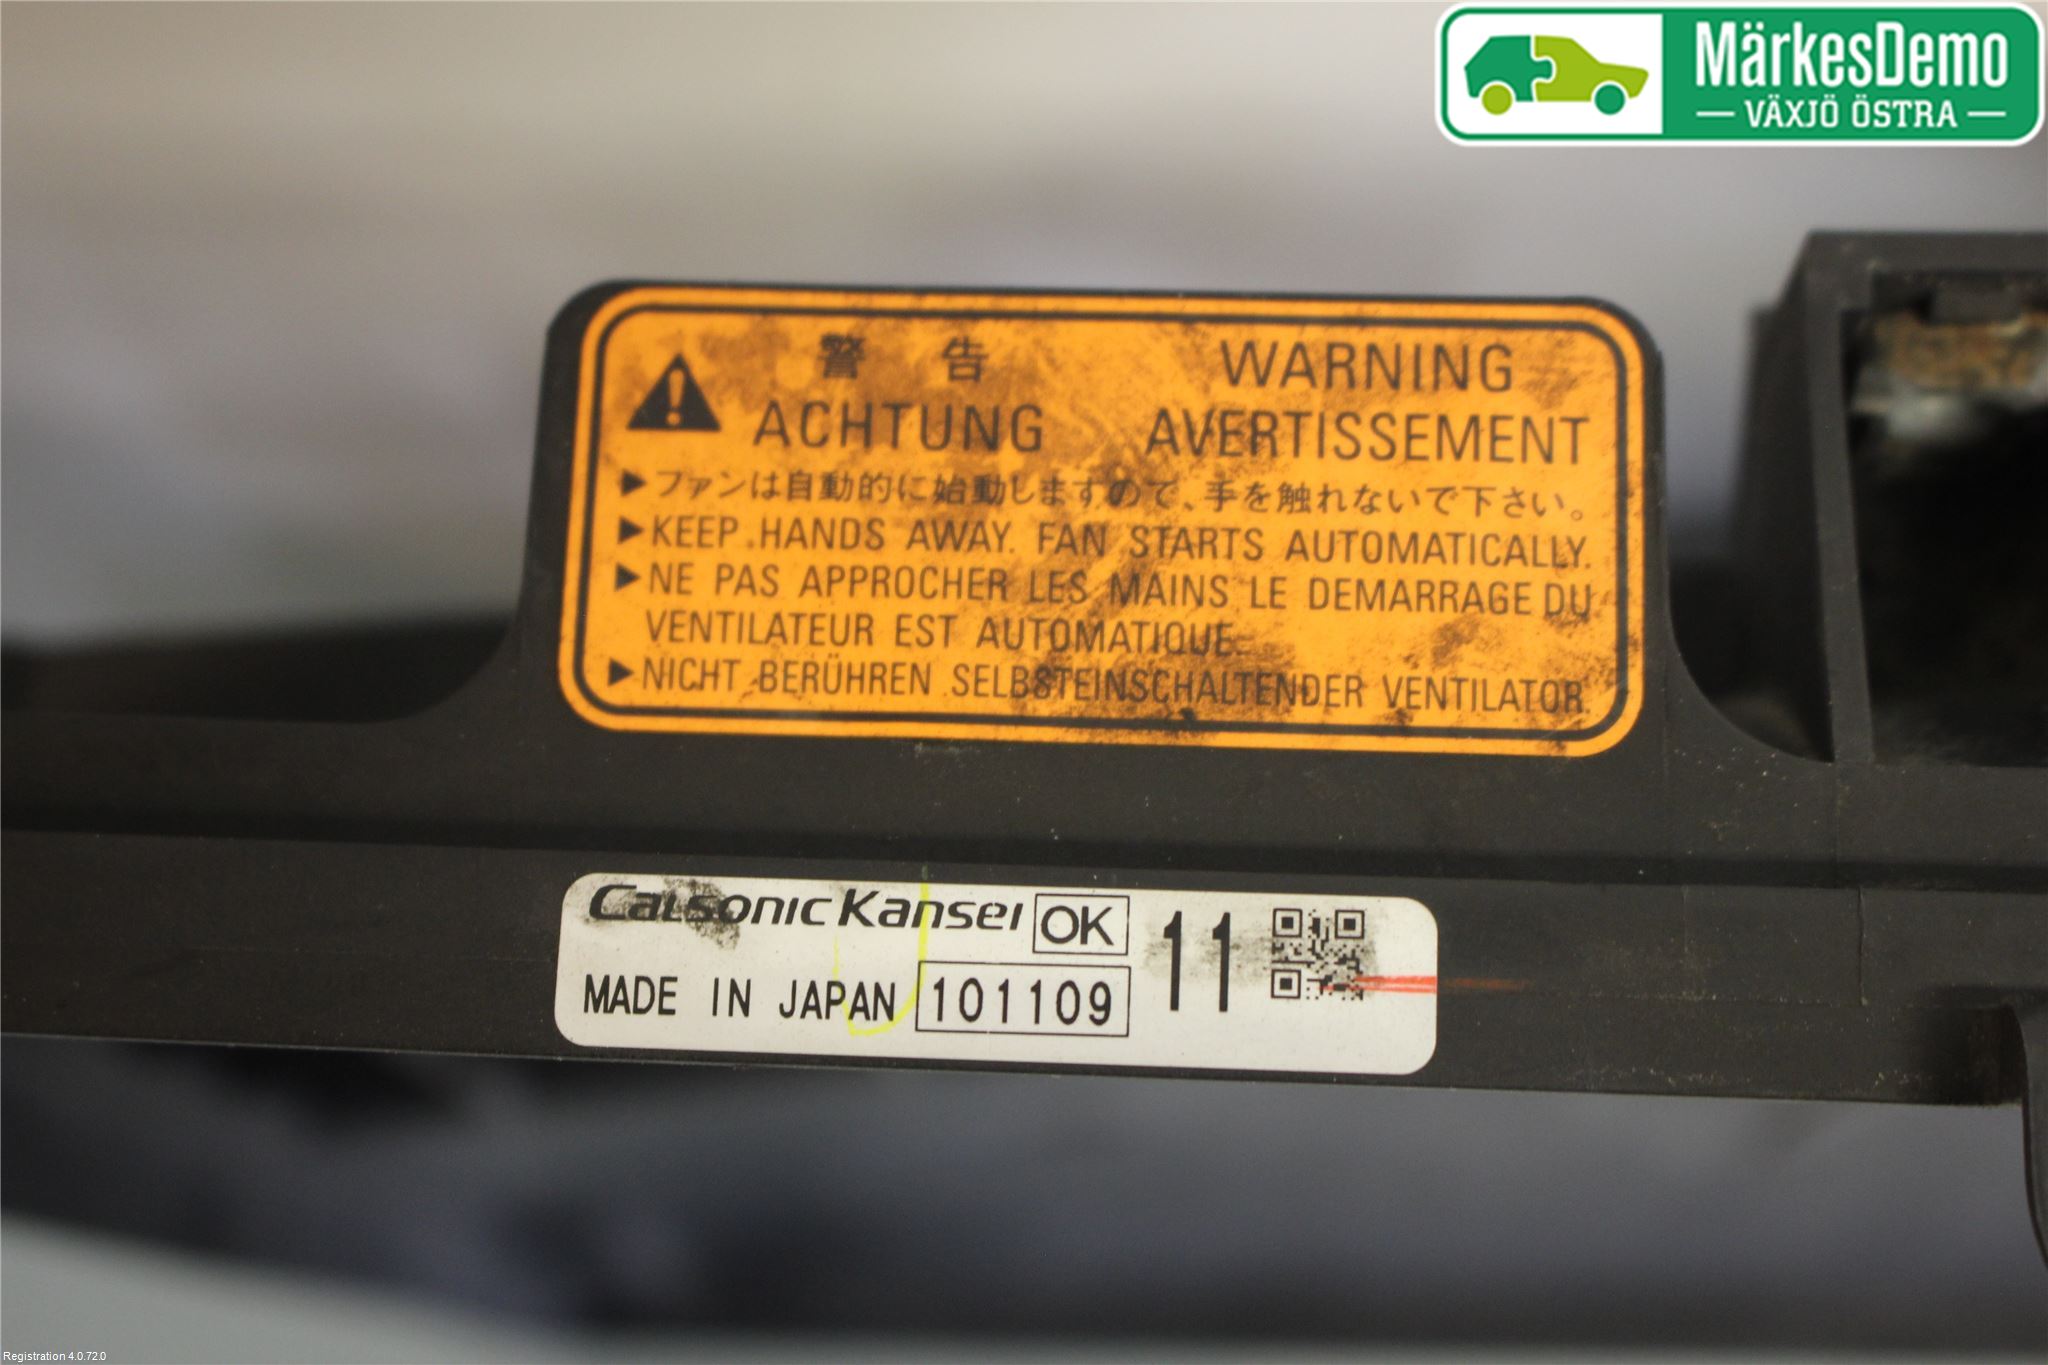 MärkesDemo
VÄXJÖ ÖSTRA
警 告 WARNING
ACHTUNG AVERTISSEMENT
▶ファンは自動的に始動しますので、手を触れないで下さい。
▶KEEP HANDS AWAY. FAN STARTS AUTOMATICALLY.
▶NE PAS APPROCHER LES MAINS LE DEMARRAGE DU
VENTILATEUR EST AUTOMATIQUE.
▶NICHT BERÜHREN SELBSTEINSCHALTENDER VENTILATOR.
Calsonic Kansei OK 11
MADE IN JAPAN 101109
Registration 4.0.72.0